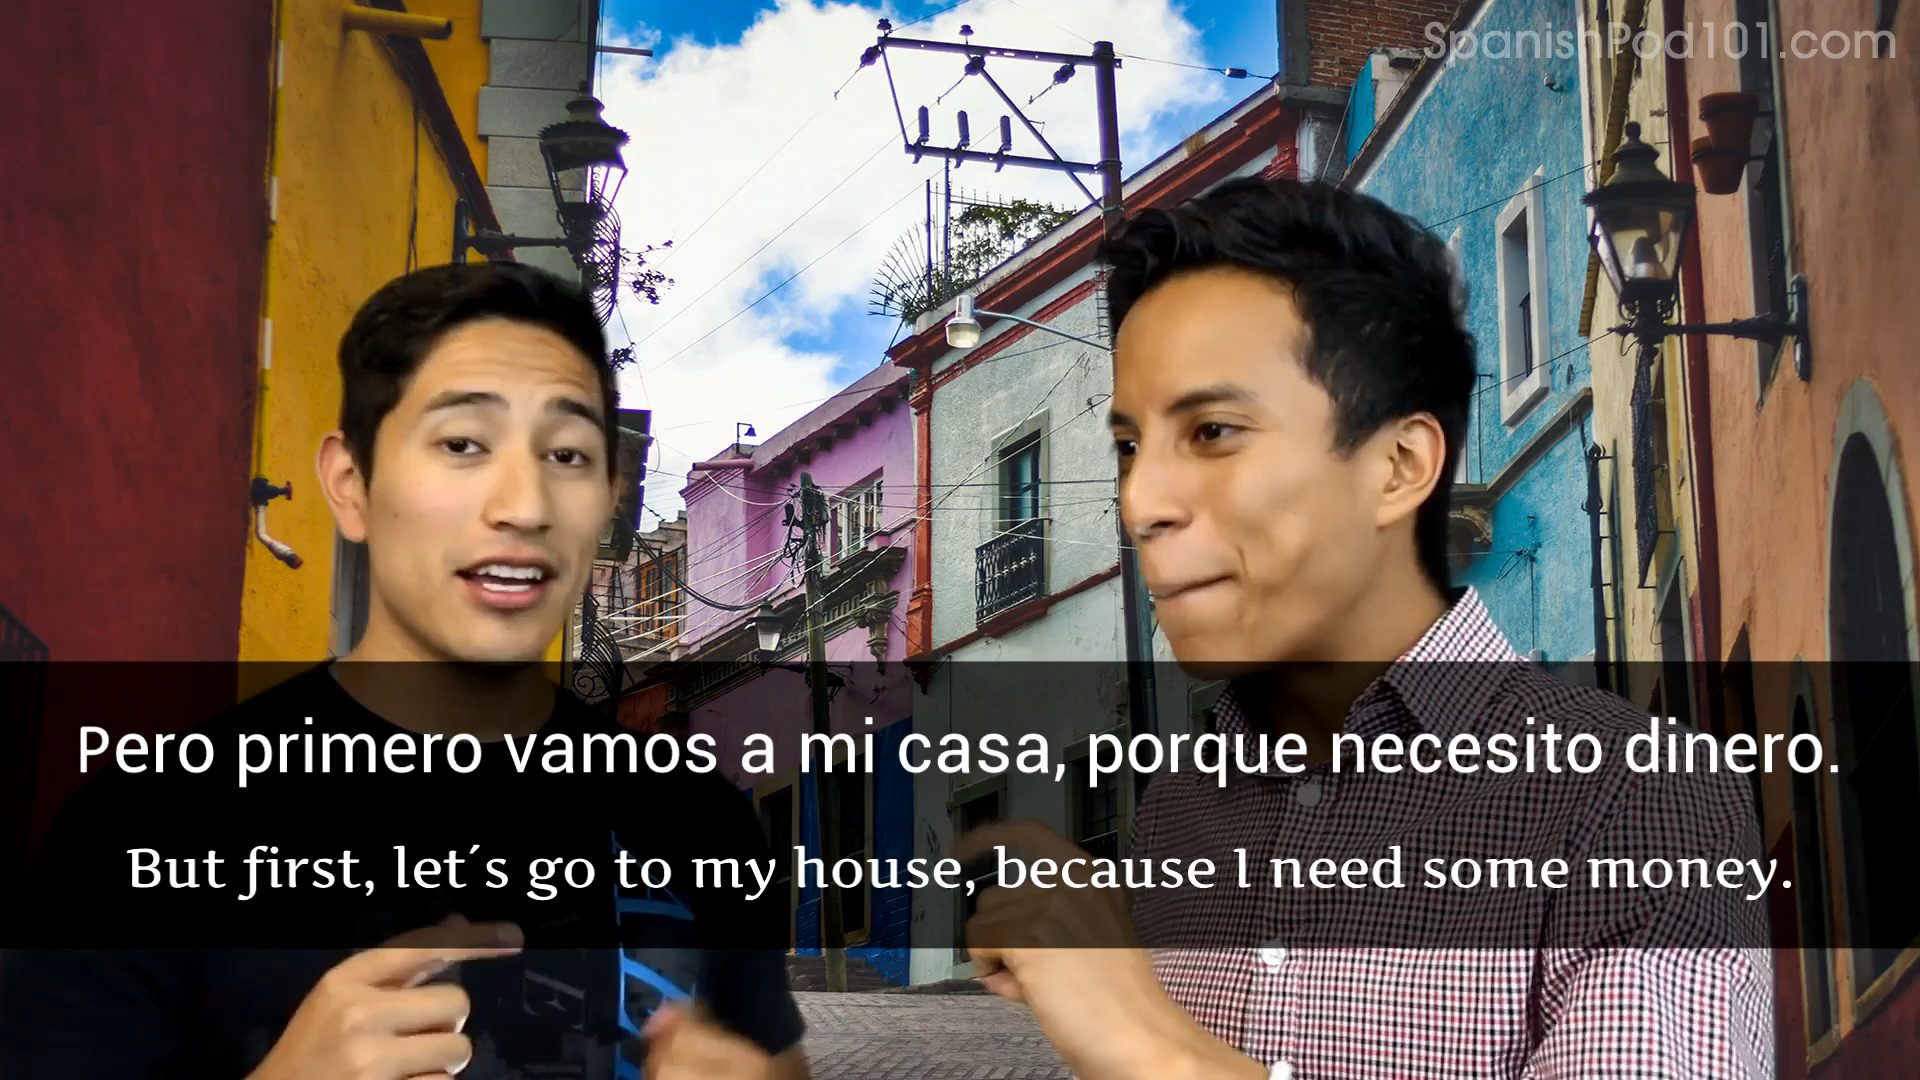 SpanishPod101.com
Pero primero vamos a mi casa, porque necesito dinero.
But first, let´s go to my house, because I need some money.